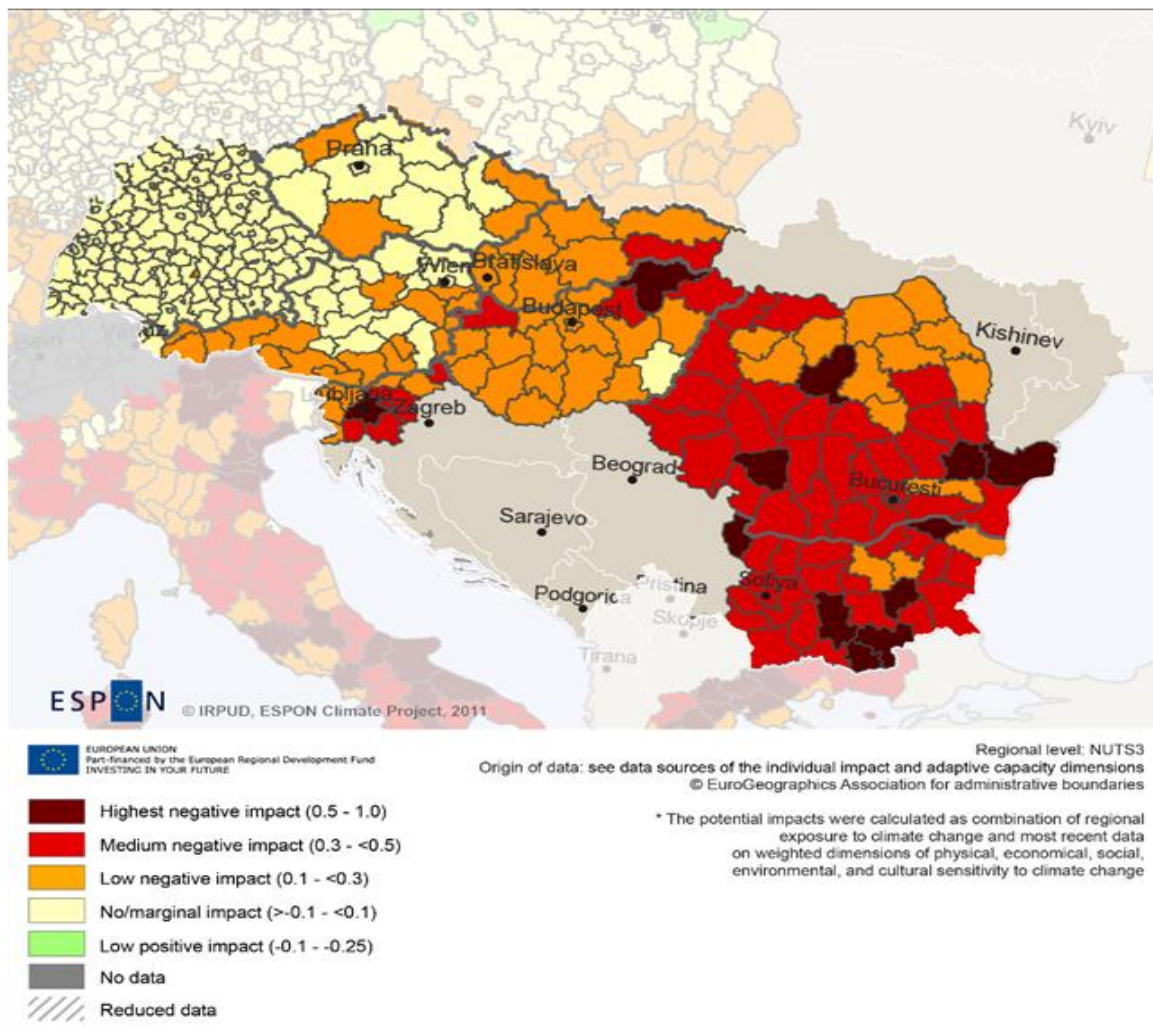 Warszawa
Kyiv
Praha
Wien
Bratislava
Budapest
Kishinev
Ljubljana
Zagreb
Beograd
Bucuresti
Sarajevo
Podgoric
Pristina
Sofiya
Skopje
Tirana
ESPON © IRPUD, ESPON Climate Project, 2011
EUROPEAN UNION
Part-financed by the European Regional Development Fund
INVESTING IN YOUR FUTURE
Regional level: NUTS3
Origin of data: see data sources of the individual impact and adaptive capacity dimensions
© EuroGeographics Association for administrative boundaries
* The potential impacts were calculated as combination of regional
exposure to climate change and most recent data
on weighted dimensions of physical, economical, social,
environmental, and cultural sensitivity to climate change
Highest negative impact (0.5 - 1.0)
Medium negative impact (0.3 - <0.5)
Low negative impact (0.1 - <0.3)
No/marginal impact (>-0.1 - <0.1)
Low positive impact (-0.1 - -0.25)
No data
Reduced data